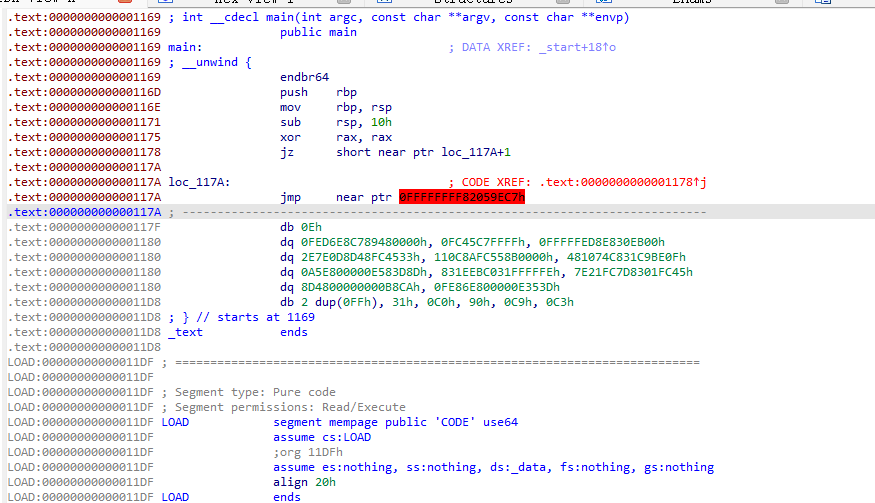 .text:0000000000001169 ; int __cdecl main(int argc, const char **argv, const char **envp)
.text:0000000000001169 public main
.text:0000000000001169 main: ; DATA XREF: _start+18↑o
.text:0000000000001169 ; __unwind {
.text:0000000000001169 endbr64
.text:000000000000116D push rbp
.text:000000000000116E mov rbp, rsp
.text:0000000000001171 sub rsp, 10h
.text:0000000000001175 xor rax, rax
.text:0000000000001178 jz short near ptr loc_117A+1
.text:000000000000117A
.text:000000000000117A loc_117A: ; CODE XREF: .text:0000000000001178↑j
.text:000000000000117A jmp near ptr 0FFFFFFFF82059EC7h
.text:000000000000117A ; ---------------------------------------------------------------------------
.text:000000000000117F db 0Eh
.text:0000000000001180 dq 0FED6E8C789480000h, 0FC45C7FFFFh, 0FFFFFED8E830EB00h
.text:0000000000001180 dq 2E7E0D8D48FC4533h, 110C8AFC558B0000h, 481074C831C9BE0Fh
.text:0000000000001180 dq 0A5E800000E583D8Dh, 831EEBC031FFFFFEh, 7E21FC7D8301FC45h
.text:0000000000001180 dq 8D4800000000B8CAh, 0FE86E800000E353Dh
.text:00000000000011D8 db 2 dup(0FFh), 31h, 0C0h, 90h, 0C9h, 0C3h
.text:00000000000011D8 ; } // starts at 1169
.text:00000000000011D8 _text ends
.text:00000000000011D8
LOAD:00000000000011DF ; ===========================================================================
LOAD:00000000000011DF
LOAD:00000000000011DF ; Segment type: Pure code
LOAD:00000000000011DF ; Segment permissions: Read/Execute
LOAD:00000000000011DF LOAD segment mempage public 'CODE' use64
LOAD:00000000000011DF assume cs:LOAD
LOAD:00000000000011DF ;org 11DFh
LOAD:00000000000011DF assume es:nothing, ss:nothing, ds:_data, fs:nothing, gs:nothing
LOAD:00000000000011DF align 20h
LOAD:00000000000011DF LOAD ends